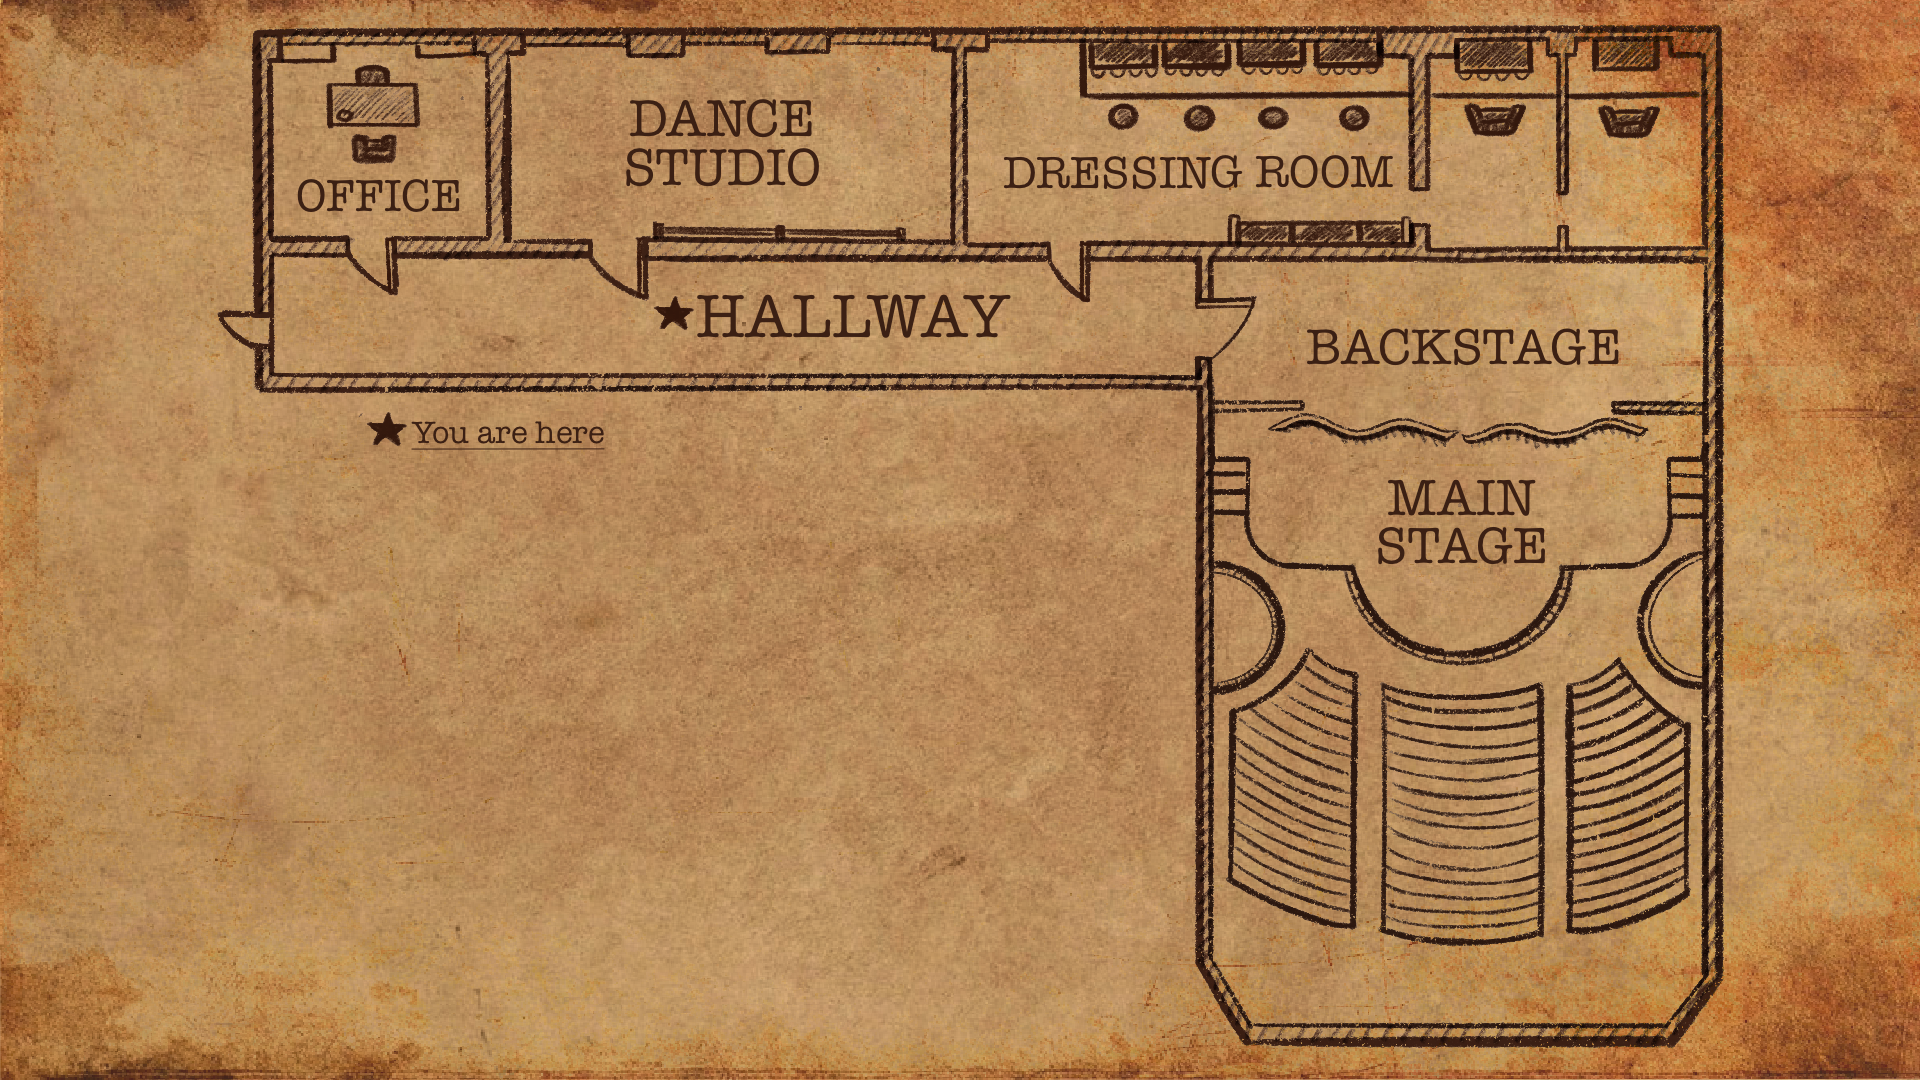 OFFICE
DANCE
STUDIO
DRESSING ROOM
★HALLWAY
BACKSTAGE
★ You are here
MAIN
STAGE